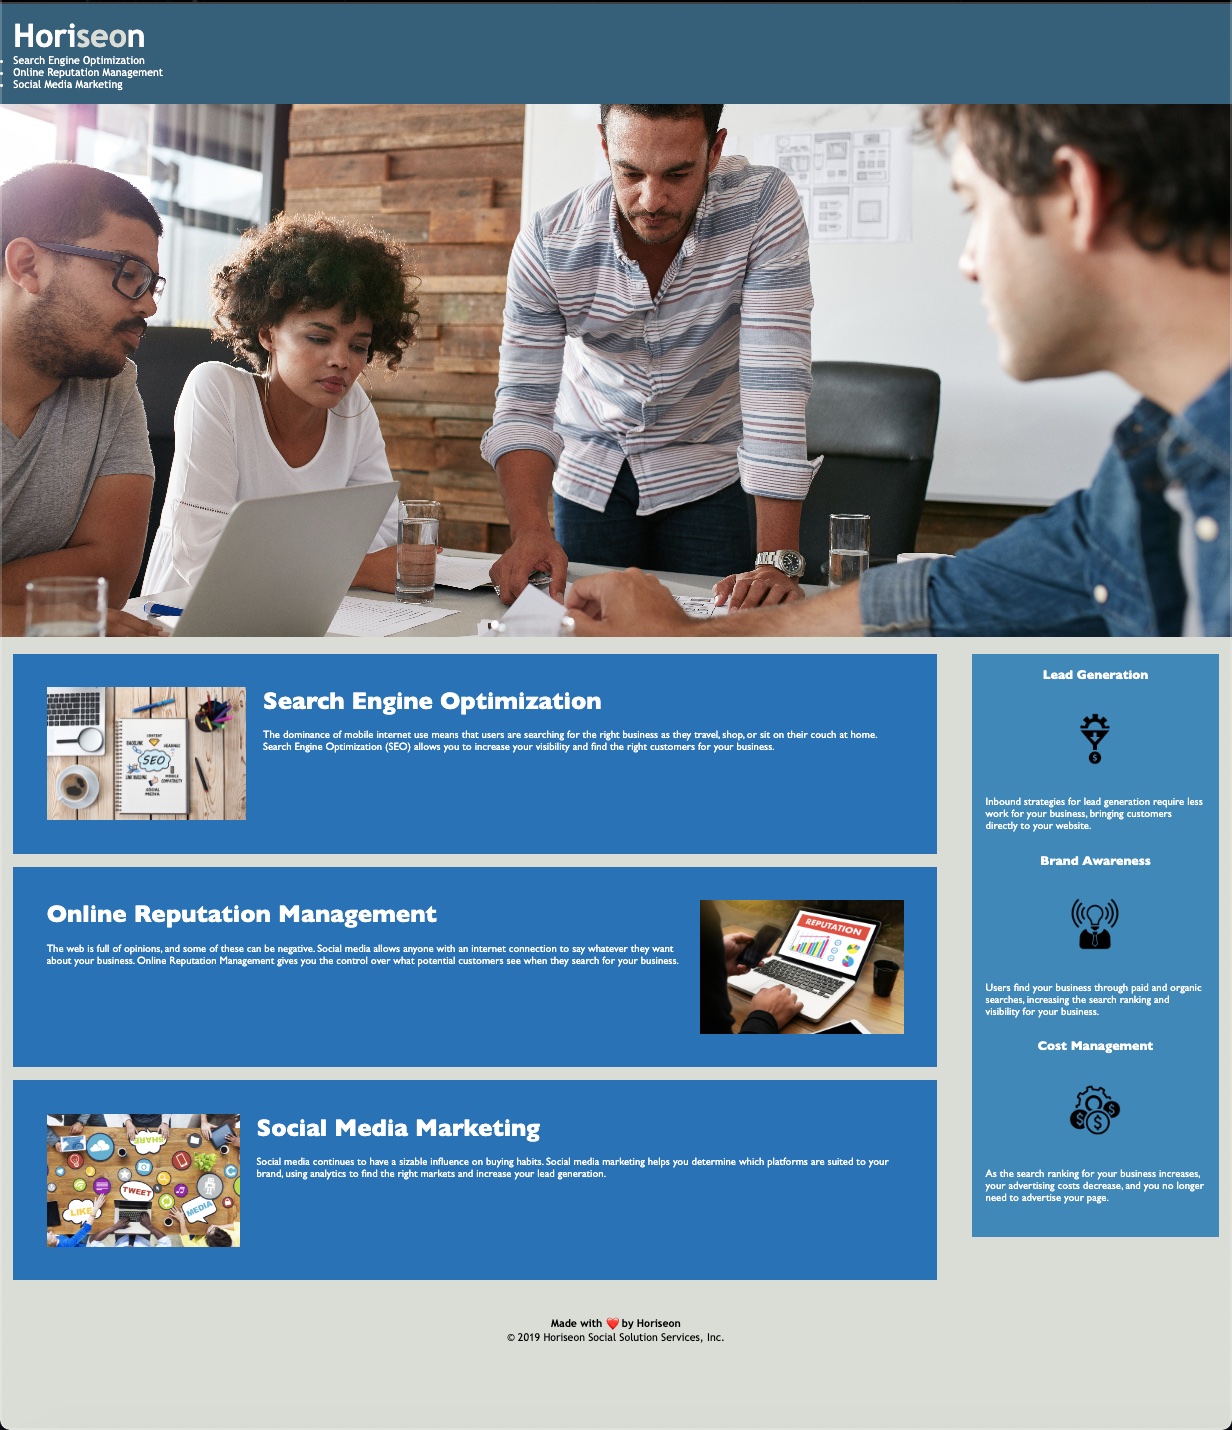 Horiseon
Search Engine Optimization
Online Reputation Management
Social Media Marketing
Search Engine Optimization
The dominance of mobile internet use means that users are searching for the right business as they travel, shop, or sit on their couch at home.
Search Engine Optimization (SEO) allows you to increase your visibility and find the right customers for your business.
CONTENT
BACKLINK
SEO
LINK BUILDING
MOBILE
COMPATIBILITY
SOCIAL
MEDIA
Online Reputation Management
The web is full of opinions, and some of these can be negative. Social media allows anyone with an internet connection to say whatever they want
about your business. Online Reputation Management gives you the control over what potential customers see when they search for your business.
REPUTATION
Social Media Marketing
Social media continues to have a sizable influence on buying habits. Social media marketing helps you determine which platforms are suited to your
brand, using analytics to find the right markets and increase your lead generation.
SHARE
TWEET
LIKE
MEDIA
Lead Generation
$
Inbound strategies for lead generation require less
work for your business, bringing customers
directly to your website.
Brand Awareness
Users find your business through paid and organic
searches, increasing the search ranking and
visibility for your business.
Cost Management
$ $ $
As the search ranking for your business increases,
your advertising costs decrease, and you no longer
need to advertise your page.
Made with ❤️ by Horiseon
© 2019 Horiseon Social Solution Services, Inc.